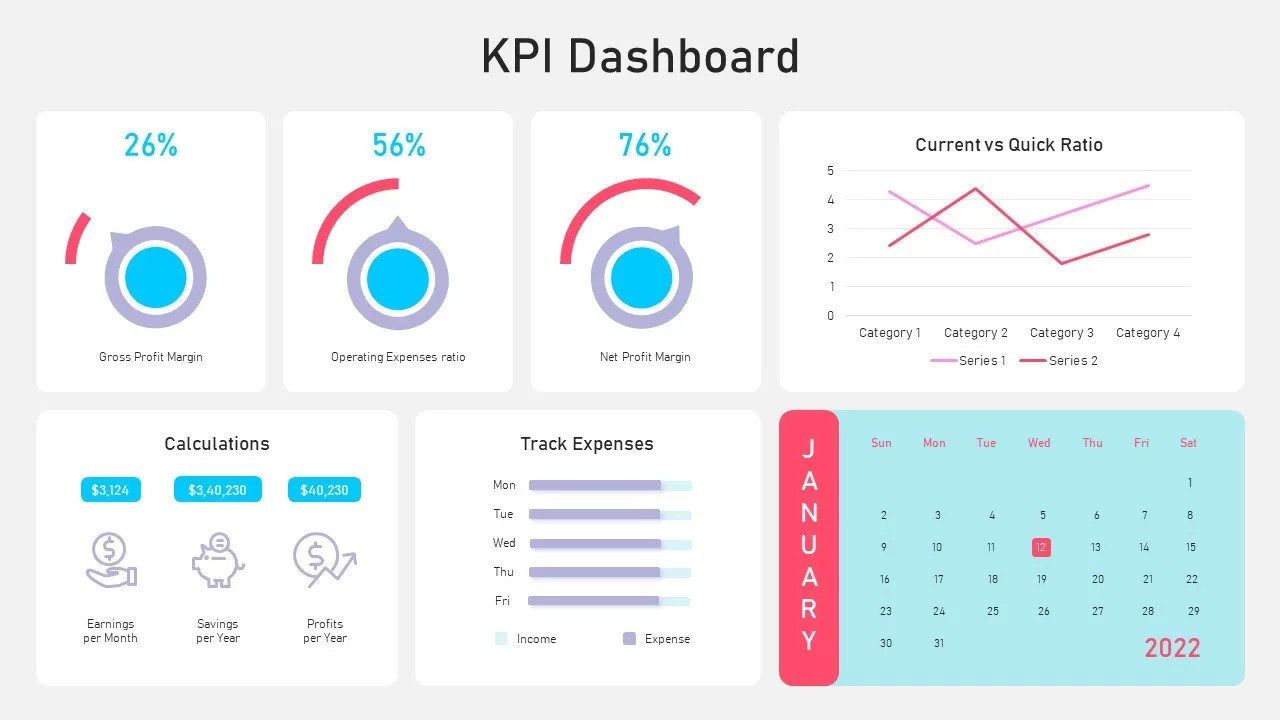 KPI Dashboard
26%
Gross Profit Margin
56%
Operating Expenses ratio
76%
Net Profit Margin
Current vs Quick Ratio
5
4
3
2
1
0
Category 1 Category 2 Category 3 Category 4
Series 1 Series 2
Calculations
$3,124 $3,40,230 $40,230
Earnings
per Month
Savings
per Year
Profits
per Year
Track Expenses
Mon
Tue
Wed
Thu
Fri
Income Expense
JANUARY
Sun Mon Tue Wed Thu Fri Sat
1
2 3 4 5 6 7 8
9 10 11 12 13 14 15
16 17 18 19 20 21 22
23 24 25 26 27 28 29
30 31
2022